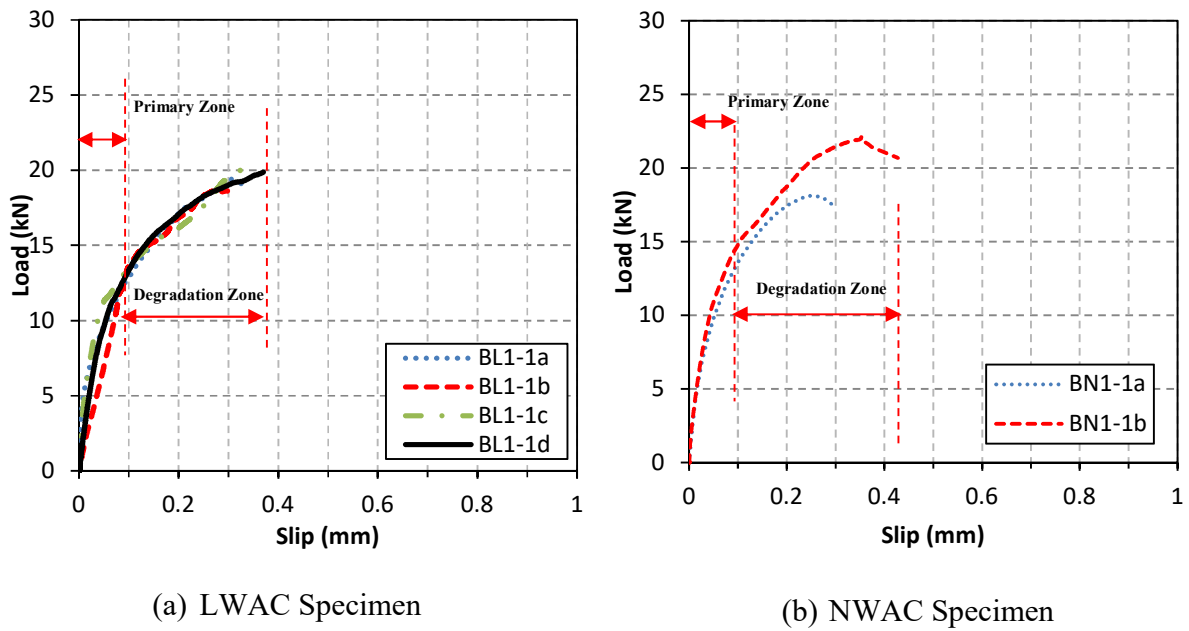 30
25
20
15
10
5
0
Load (kN)
Primary Zone
Degradation Zone
BL1-1a
BL1-1b
BL1-1c
BL1-1d
0 0.2 0.4 0.6 0.8 1
Slip (mm)
(a) LWAC Specimen
30
25
20
15
10
5
0
Load (kN)
Primary Zone
Degradation Zone
BN1-1a
BN1-1b
0 0.2 0.4 0.6 0.8 1
Slip (mm)
(b) NWAC Specimen